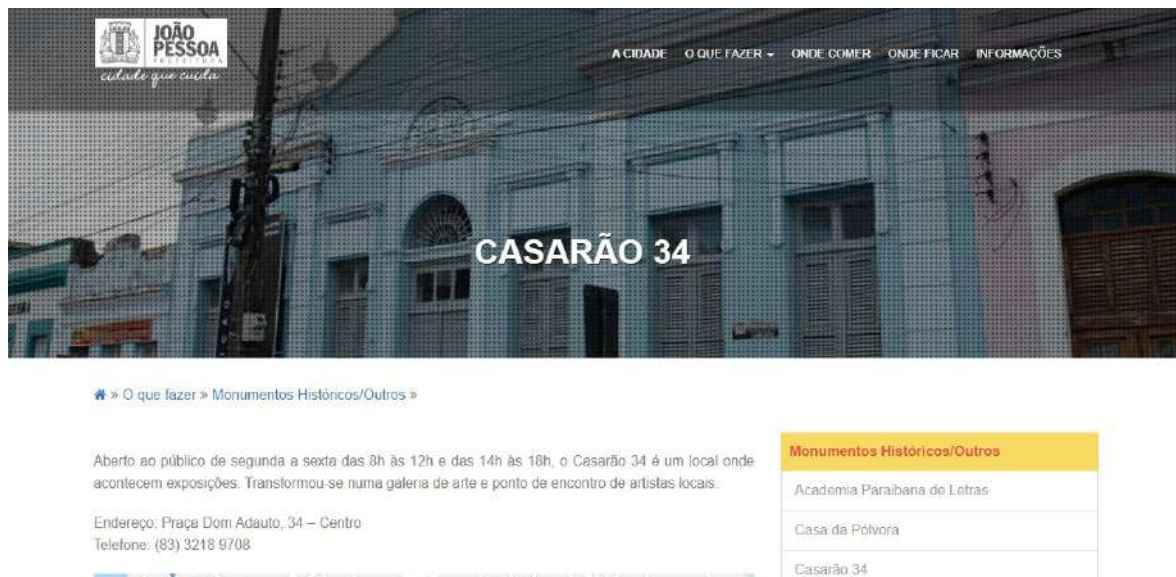 JOÃO
PESSOA
PREFEITURA
cidade que cuida
A CIDADE O QUE FAZER ONDE COMER ONDE FICAR INFORMAÇÕES
CASARÃO 34
» O que fazer » Monumentos Históricos/Outros »
Aberto ao público de segunda a sexta das 8h às 12h e das 14h às 18h, o Casarão 34 é um local onde
acontecem exposições. Transformou-se numa galeria de arte e ponto de encontro de artistas locais.
Endereço: Praça Dom Adauto, 34 – Centro
Telefone: (83) 3218 9708
Monumentos Históricos/Outros
Academia Paraibana de Letras
Casa da Pólvora
Casarão 34